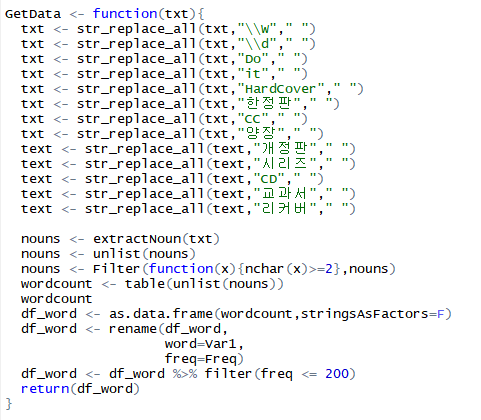 GetData <- function(txt){
  txt <- str_replace_all(txt,"\\W"," ")
  txt <- str_replace_all(txt,"\\d"," ")
  txt <- str_replace_all(txt,"Do"," ")
  txt <- str_replace_all(txt,"it"," ")
  txt <- str_replace_all(txt,"HardCover"," ")
  txt <- str_replace_all(txt,"한정판"," ")
  txt <- str_replace_all(txt,"CC"," ")
  txt <- str_replace_all(txt,"양장"," ")
  text <- str_replace_all(text,"개정판"," ")
  text <- str_replace_all(text,"시리즈"," ")
  text <- str_replace_all(text,"CD"," ")
  text <- str_replace_all(text,"교과서"," ")
  text <- str_replace_all(text,"리커버"," ")

  nouns <- extractNoun(txt)
  nouns <- unlist(nouns)
  nouns <- Filter(function(x){nchar(x)>=2},nouns)
  wordcount <- table(unlist(nouns))
  wordcount
  df_word <- as.data.frame(wordcount,stringsAsFactors=F)
  df_word <- rename(df_word,
                    word=Var1,
                    freq=Freq)
  df_word <- df_word %>% filter(freq <= 200)
  return(df_word)
}